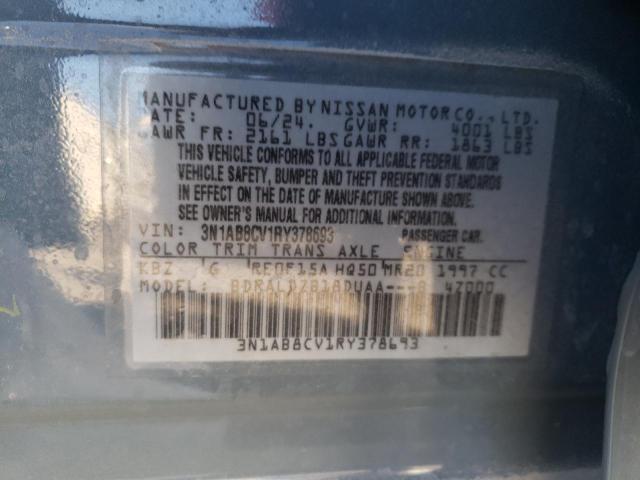 MANUFACTURED BY NISSAN MOTOR CO., LTD.
DATE: 06/24 GVWR: 4001 LBS
GAWR FR: 2161 LBS GAWR RR: 1863 LBS
THIS VEHICLE CONFORMS TO ALL APPLICABLE FEDERAL MOTOR
VEHICLE SAFETY, BUMPER AND THEFT PREVENTION STANDARDS
IN EFFECT ON THE DATE OF MANUFACTURE SHOWN ABOVE.
SEE OWNER'S MANUAL FOR ADDITIONAL INFORMATION.
VIN: 3N1AB8CV1RY378693 PASSENGER CAR.
COLOR TRIM TRANS AXLE ENGINE
KBZ G RE0F15A HQ50 MR20 1997 CC
MODEL: 4Z000
3N1AB8CV1RY378693